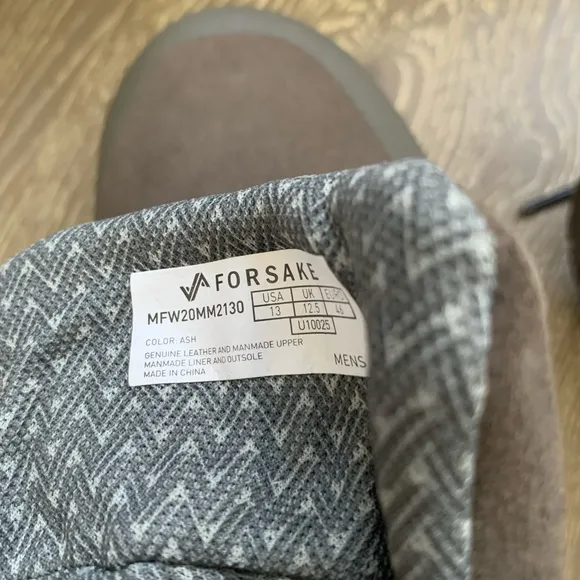 FORSAKE
MFW20MM2130
USA UK EURO
13 12.5 46
U10025
COLOR: ASH
GENUINE LEATHER AND MANMADE UPPER
MANMADE LINER AND OUTSOLE
MADE IN CHINA
MENS